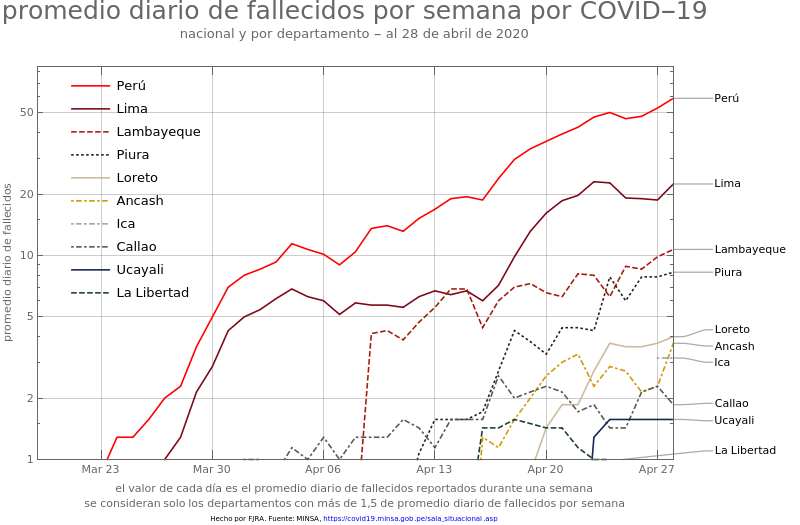 promedio diario de fallecidos por semana por COVID–19
nacional y por departamento – al 28 de abril de 2020
promedio diario de fallecidos
50
20
10
5
2
1
Perú
Lima
Lambayeque
Piura
Loreto
Ancash
Ica
Callao
Ucayali
La Libertad
Perú
Lima
Lambayeque
Piura
Loreto
Ancash
Ica
Callao
Ucayali
La Libertad
Mar 23 Mar 30 Apr 06 Apr 13 Apr 20 Apr 27
el valor de cada día es el promedio diario de fallecidos reportados durante una semana
se consideran solo los departamentos con más de 1,5 de promedio diario de fallecidos por semana
Hecho por FJRA. Fuente: MINSA, https://covid19.minsa.gob.pe/sala_situacional.asp